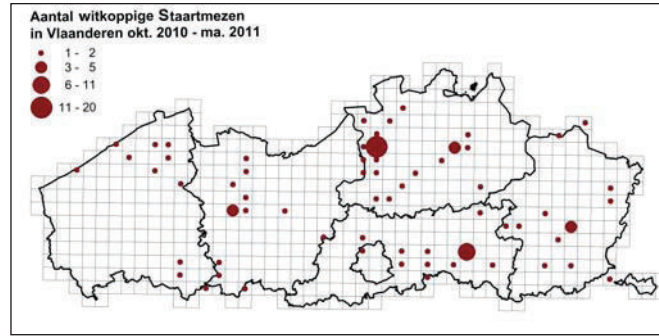 Aantal witkoppige Staartmezen
in Vlaanderen okt. 2010 - ma. 2011
1 - 2
3 - 5
6 - 11
11 - 20